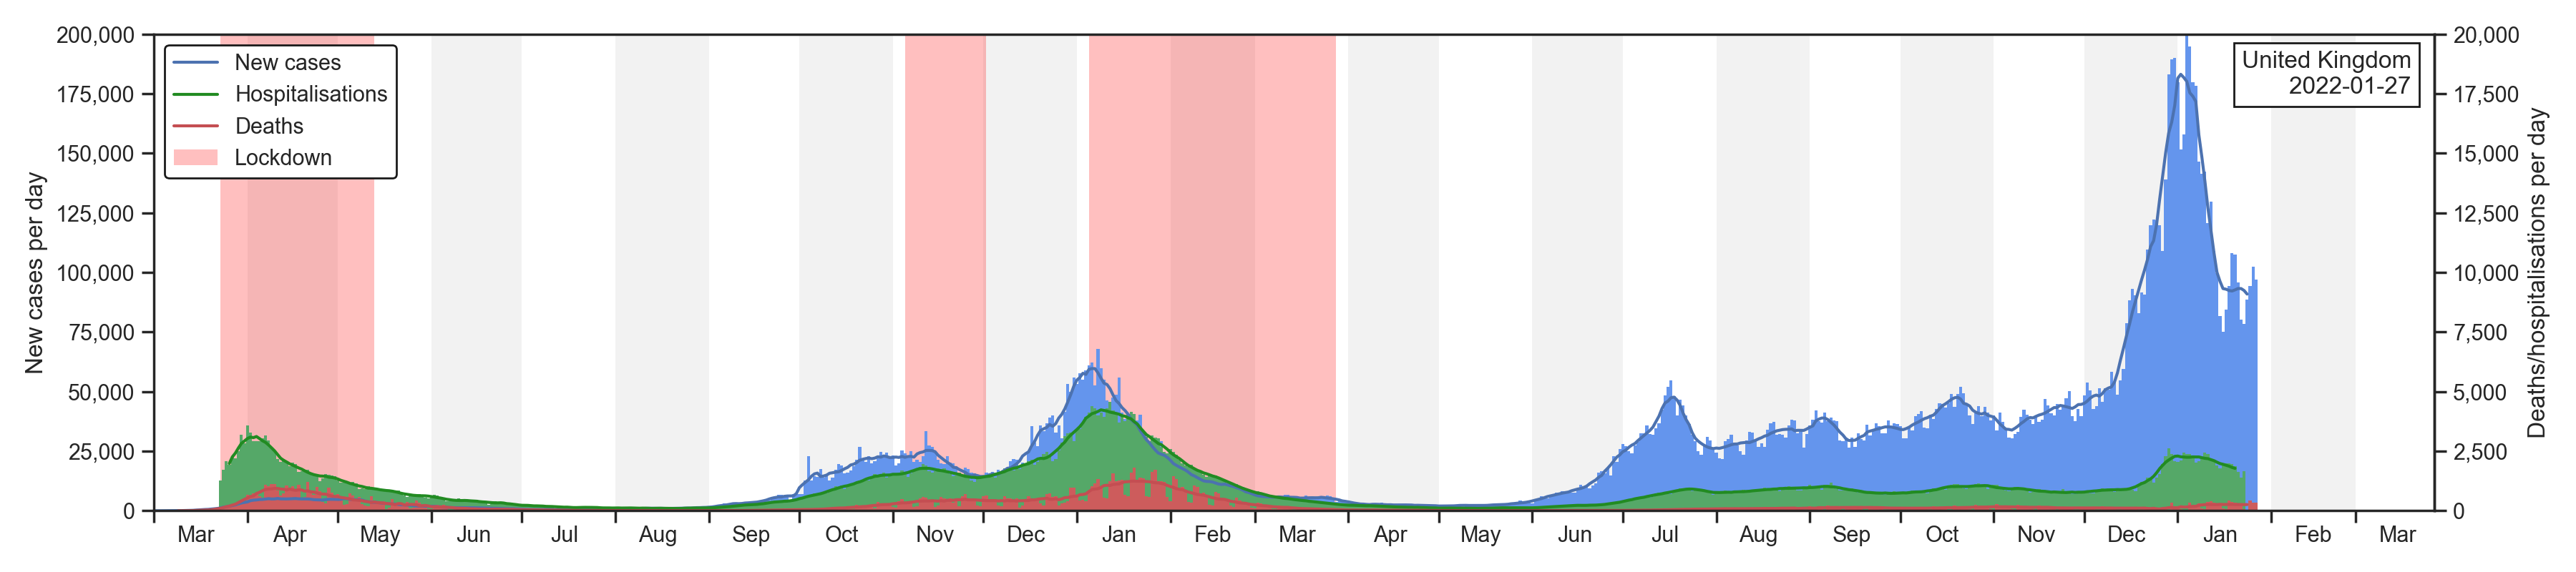 200,000
175,000
150,000
125,000
100,000
75,000
50,000
25,000
0
New cases per day
New cases
Hospitalisations
Deaths
Lockdown
United Kingdom
2022-01-27
20,000
17,500
15,000
12,500
10,000
7,500
5,000
2,500
0
Deaths/hospitalisations per day
Mar Apr May Jun Jul Aug Sep Oct Nov Dec Jan Feb Mar Apr May Jun Jul Aug Sep Oct Nov Dec Jan Feb Mar